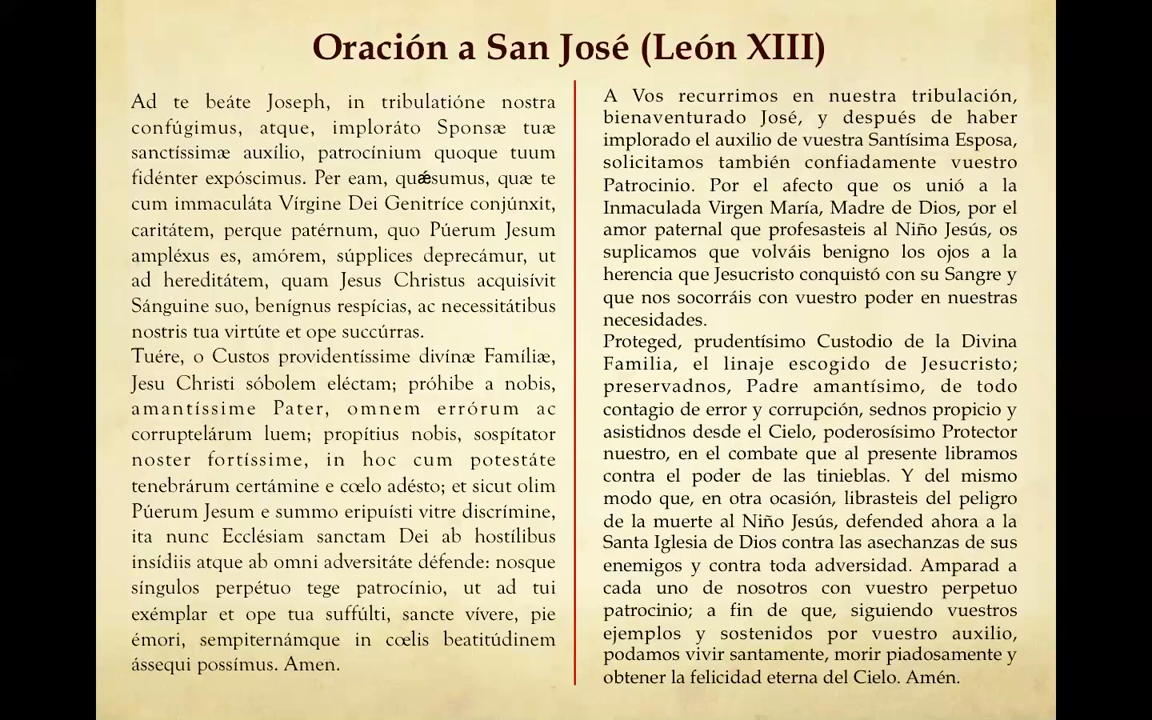 Oración a San José (León XIII)
Ad te beáte Joseph, in tribulatióne nostra
confúgimus, atque, imploráto Sponsæ tuæ
sanctíssimæ auxílio, patrocínium quoque tuum
fidénter expóscimus. Per eam, quǽsumus, quæ te
cum immaculáta Vírgine Dei Genitríce conjúnxit,
caritátem, perque patérnum, quo Púerum Jesum
ampléxus es, amórem, súpplices deprecámur, ut
ad hereditátem, quam Jesus Christus acquisívit
Sánguine suo, benígnus respícias, ac necessitátibus
nostris tua virtúte et ope succúrras.
Tuére, o Custos providentíssime divínæ Famíliæ,
Jesu Christi sóbolem eléctam; próhibe a nobis,
amantíssime Pater, omnem errórum ac
corruptelárum luem; propítius nobis, sospítator
noster fortíssime, in hoc cum potestáte
tenebrárum certámine e cœlo adésto; et sicut olim
Púerum Jesum e summo eripuísti vitre discrímine,
ita nunc Ecclésiam sanctam Dei ab hostílibus
insídiis atque ab omni adversitáte défende: nosque
síngulos perpétuo tege patrocínio, ut ad tui
exémplar et ope tua suffúlti, sancte vívere, pie
émori, sempiternámque in cœlis beatitúdinem
ássequi possímus. Amen.
A Vos recurrimos en nuestra tribulación,
bienaventurado José, y después de haber
implorado el auxilio de vuestra Santísima Esposa,
solicitamos también confiadamente vuestro
Patrocinio. Por el afecto que os unió a la
Inmaculada Virgen María, Madre de Dios, por el
amor paternal que profesasteis al Niño Jesús, os
suplicamos que volváis benigno los ojos a la
herencia que Jesucristo conquistó con su Sangre y
que nos socorráis con vuestro poder en nuestras
necesidades.
Proteged, prudentísimo Custodio de la Divina
Familia, el linaje escogido de Jesucristo;
preservadnos, Padre amantísimo, de todo
contagio de error y corrupción, sednos propicio y
asistidnos desde el Cielo, poderosísimo Protector
nuestro, en el combate que al presente libramos
contra el poder de las tinieblas. Y del mismo
modo que, en otra ocasión, librasteis del peligro
de la muerte al Niño Jesús, defended ahora a la
Santa Iglesia de Dios contra las asechanzas de sus
enemigos y contra toda adversidad. Amparad a
cada uno de nosotros con vuestro perpetuo
patrocinio; a fin de que, siguiendo vuestros
ejemplos y sostenidos por vuestro auxilio,
podamos vivir santamente, morir piadosamente y
obtener la felicidad eterna del Cielo. Amén.